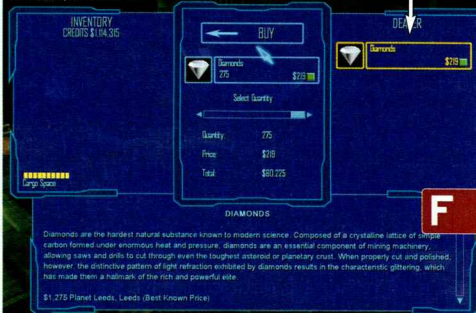 INVENTORY
CREDITS $1,114,315
BUY
DEALER
Diamonds
275
$219
Diamonds
$219
Select Quantity
Quantity: 275
Price: $219
Total: $60,225
Cargo Space
F
DIAMONDS
Diamonds are the hardest natural substance known to modern science. Composed of a crystalline lattice of simple
carbon formed under enormous heat and pressure, diamonds are an essential component of mining machinery,
allowing saws and drills to cut through even the toughest asteroid or planetary crust. When properly cut and polished,
however, the distinctive pattern of light refraction exhibited by diamonds results in the characteristic glittering, which
has made them a hallmark of the rich and powerful elite.
$1,275 Planet Leeds, Leeds (Best Known Price)